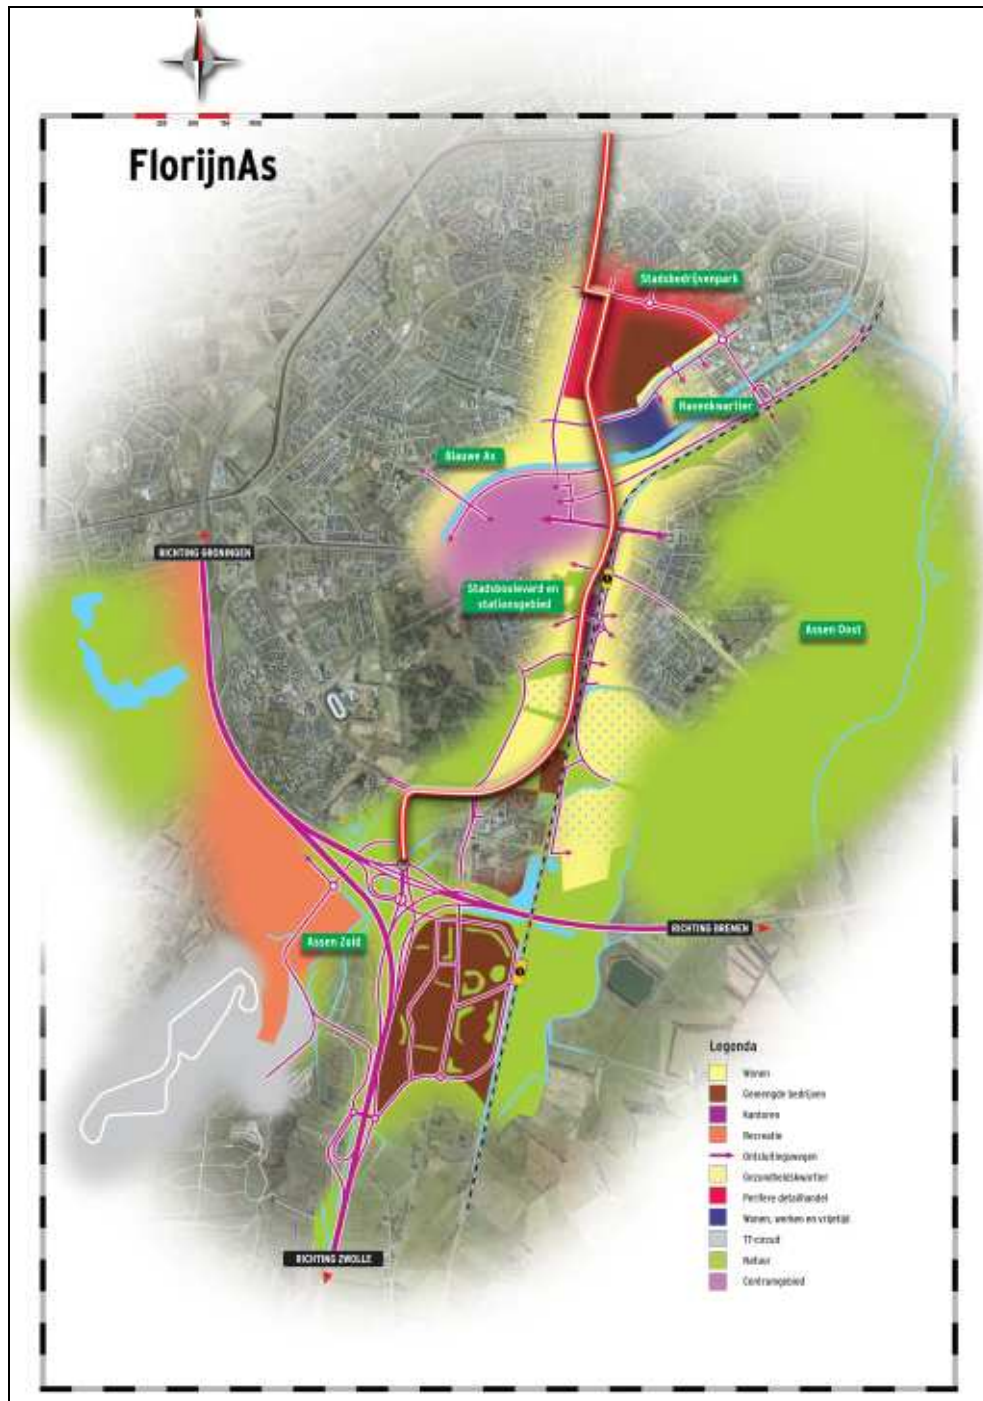 N
FlorijnAs
Stadsbedrijvenpark
Havenkwartier
Blauwe As
RICHTING GRONINGEN
Stadsboulevard en
stationsgebied
Assen Oost
RICHTING BREMEN
Assen Zuid
RICHTING ZWOLLE
Legenda
Wonen
Gemengde bedrijven
Kantoren
Recreatie
Ontsluitingswegen
Gezondheidskwartier
Perifere detailhandel
Wonen, werken en vrijetijd
TT-circuit
Natuur
Centrumgebied